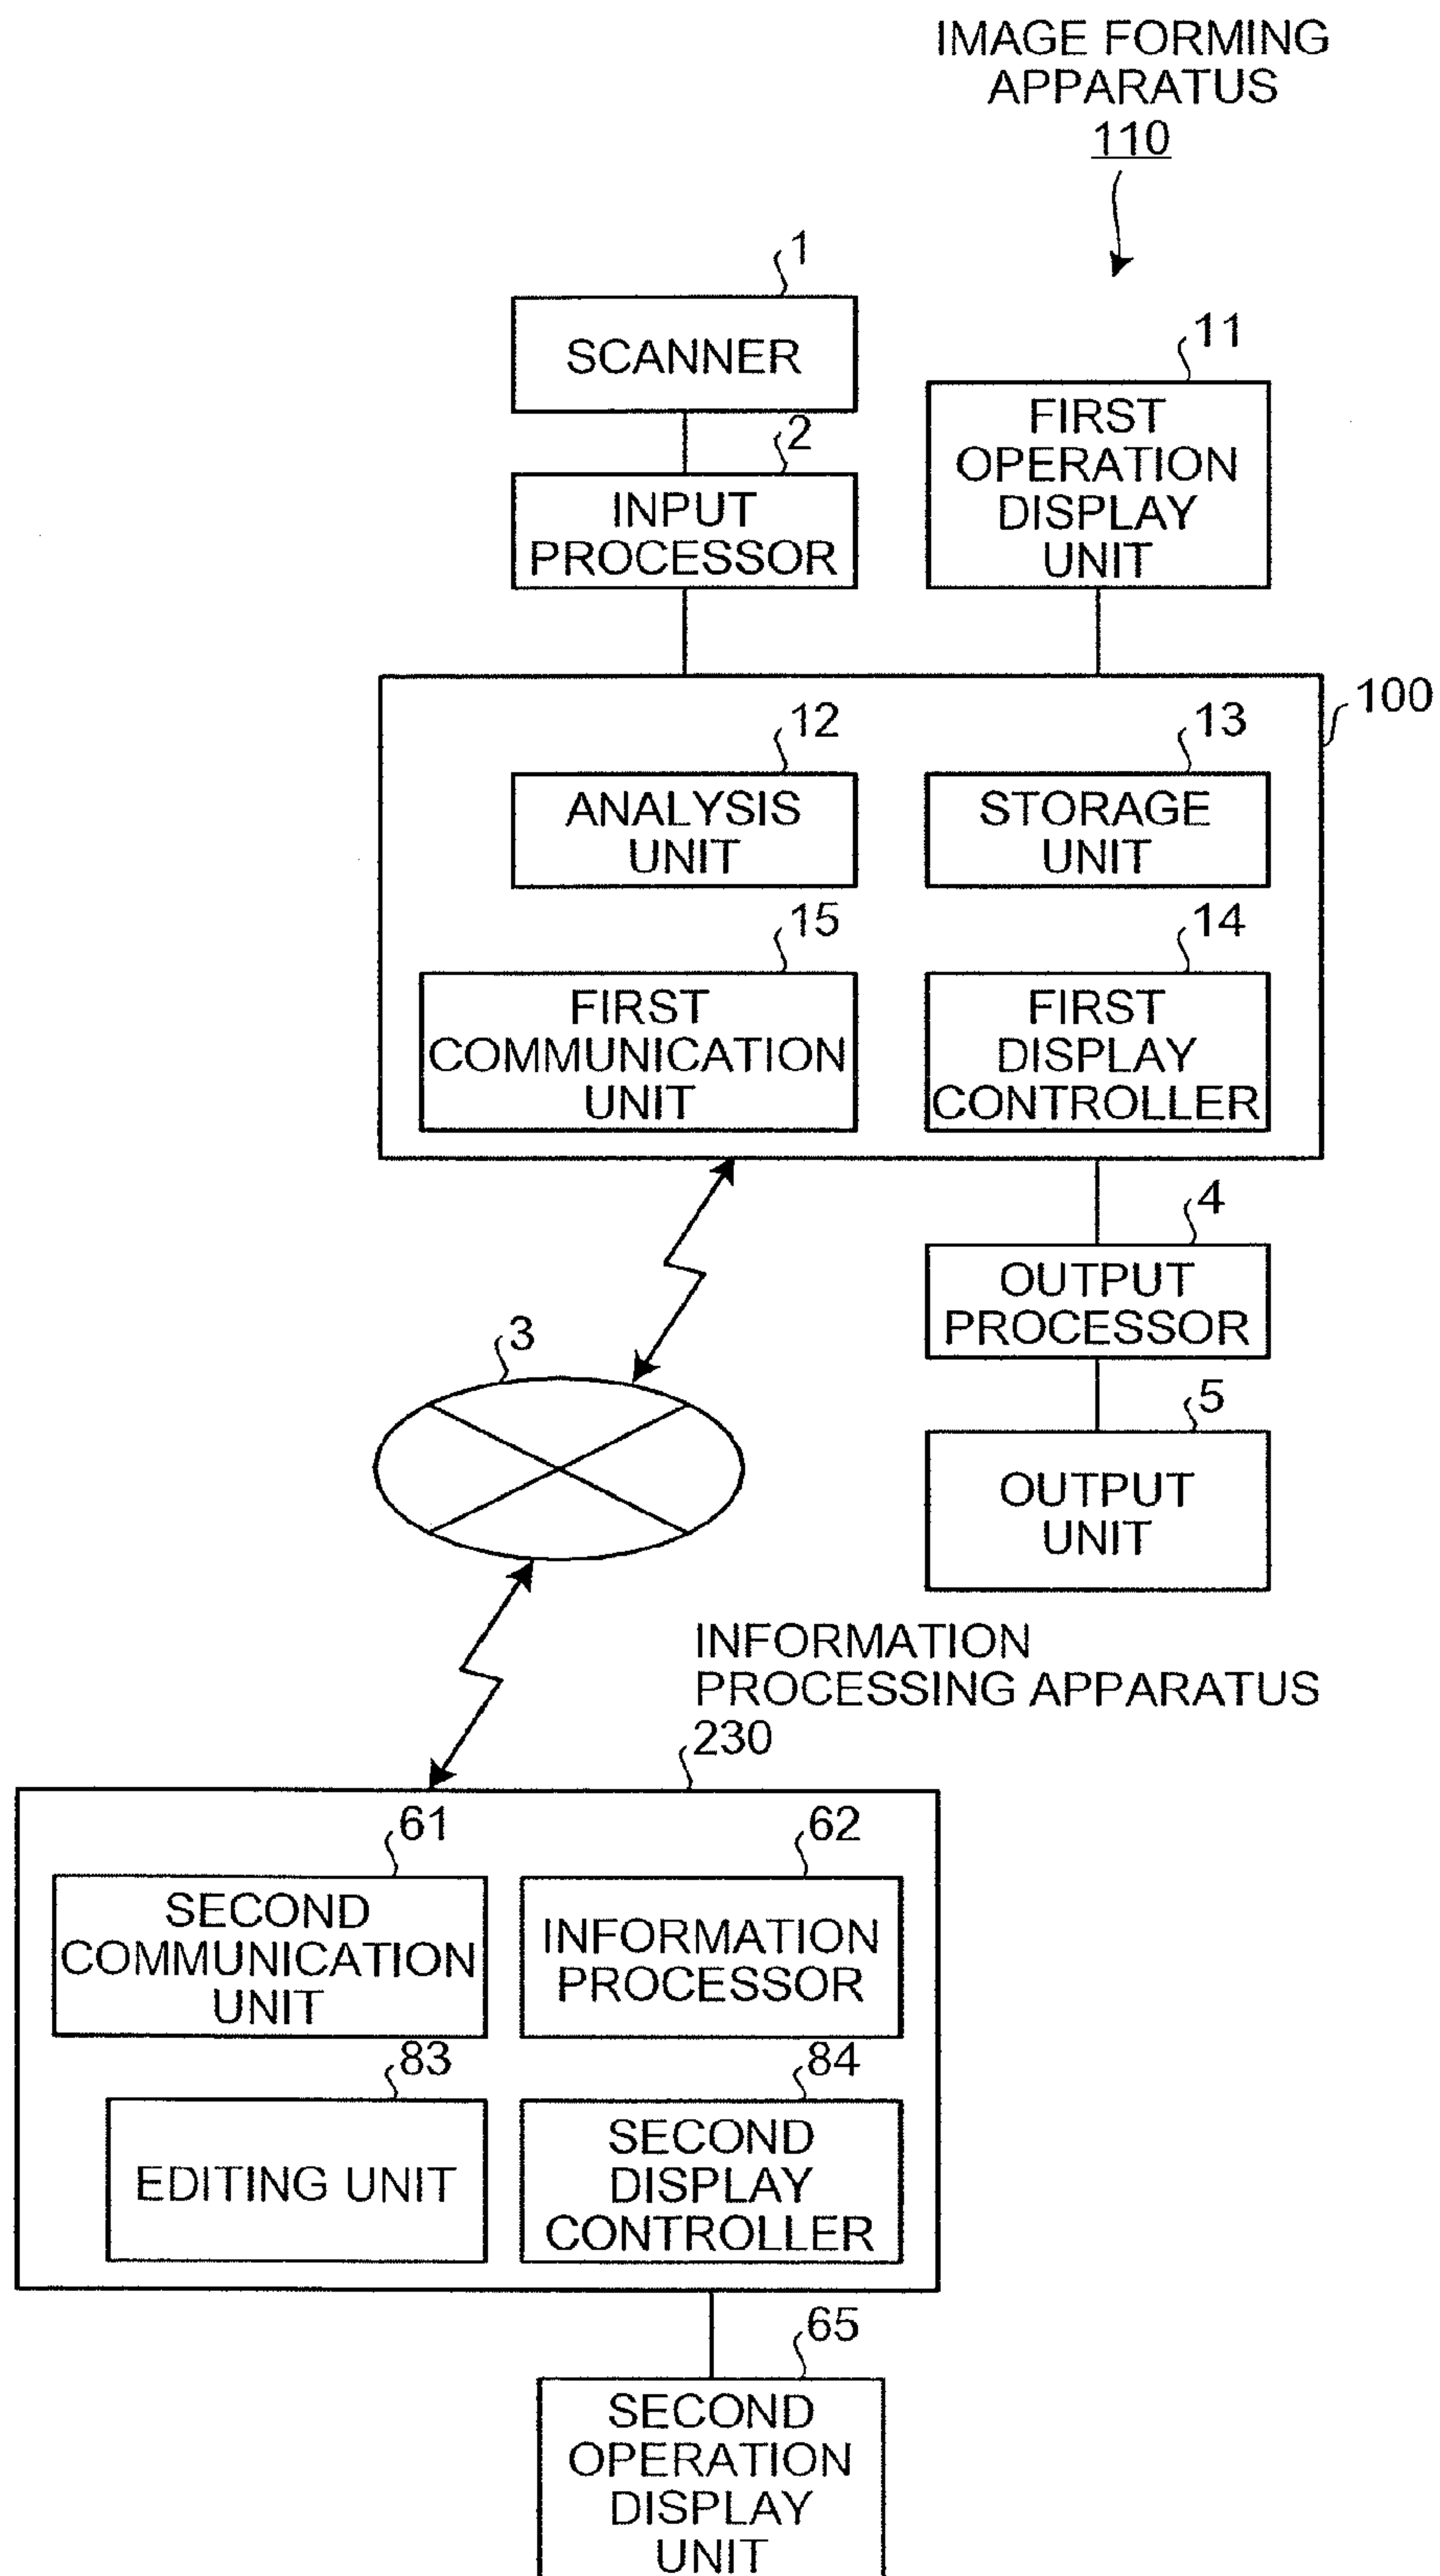 IMAGE FORMING
APPARATUS
110
1
SCANNER
2
INPUT
PROCESSOR
11
FIRST
OPERATION
DISPLAY
UNIT
100
12
ANALYSIS
UNIT
13
STORAGE
UNIT
15
FIRST
COMMUNICATION
UNIT
14
FIRST
DISPLAY
CONTROLLER
4
OUTPUT
PROCESSOR
3
5
OUTPUT
UNIT
INFORMATION
PROCESSING APPARATUS
230
61
SECOND
COMMUNICATION
UNIT
62
INFORMATION
PROCESSOR
83
EDITING UNIT
84
SECOND
DISPLAY
CONTROLLER
65
SECOND
OPERATION
DISPLAY
UNIT